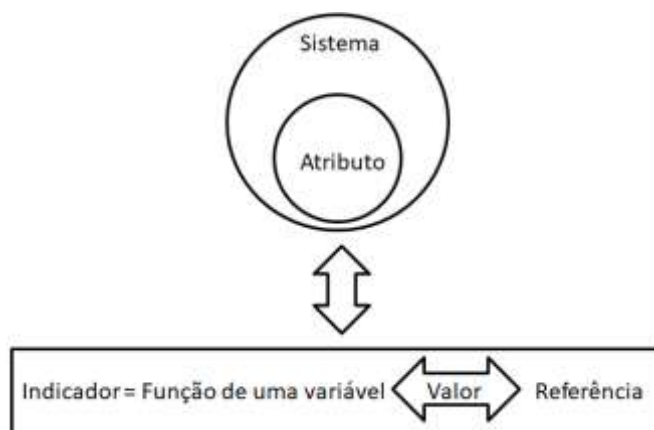 Sistema
Atributo
Indicador = Função de uma variável Valor Referência